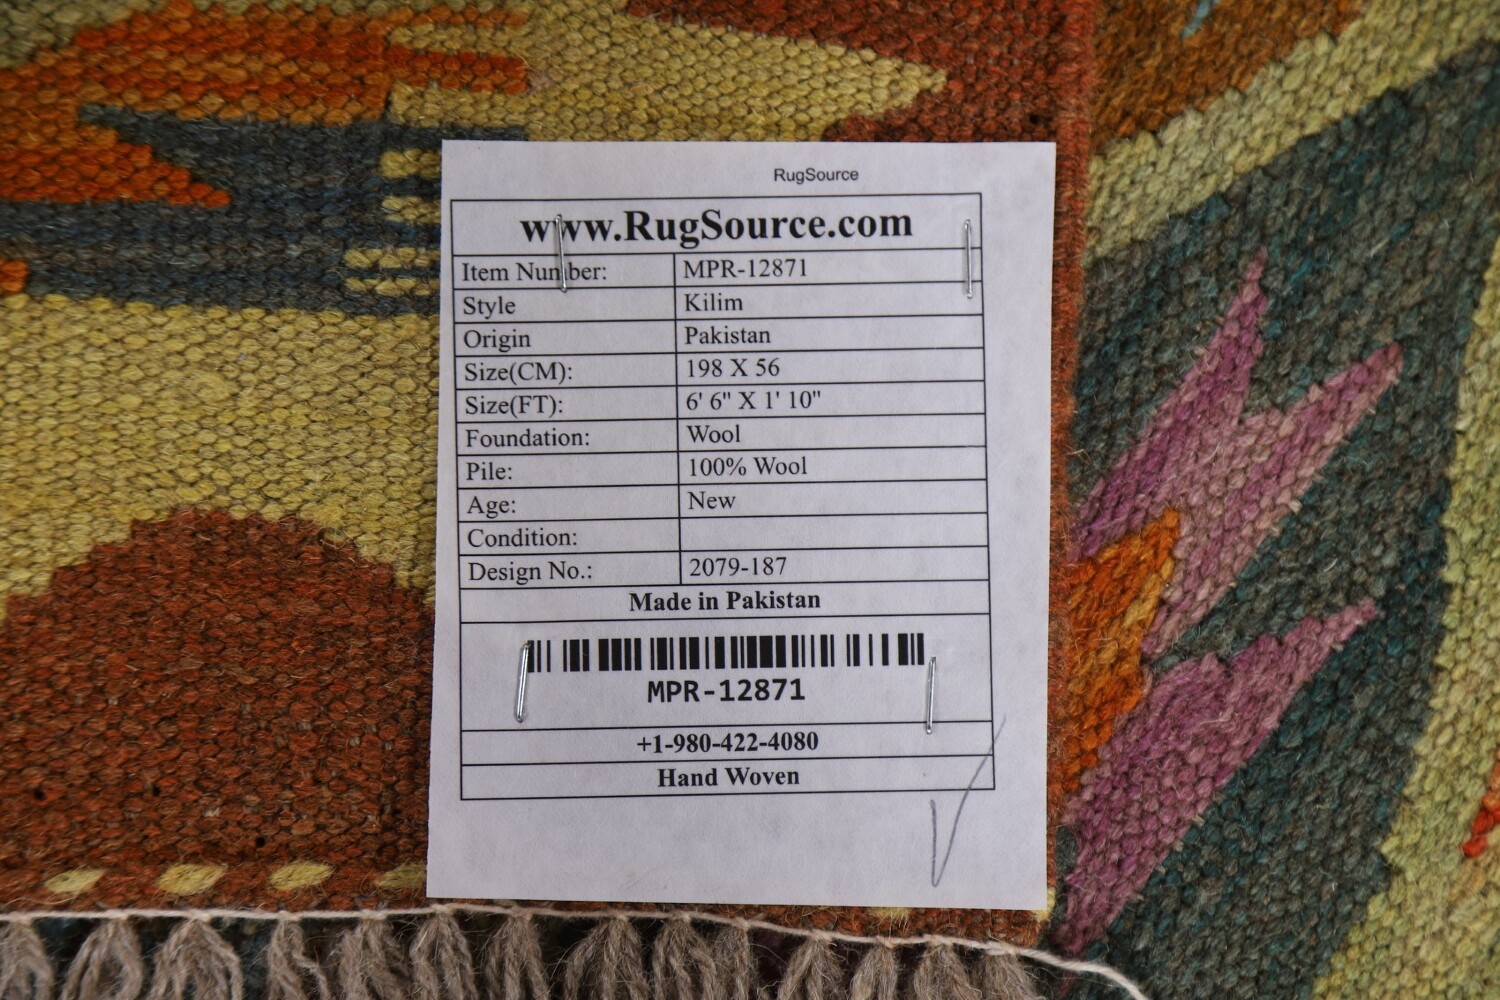 RugSource
www.RugSource.com
Item Number: MPR-12871
Style Kilim
Origin Pakistan
Size(CM): 198 X 56
Size(FT): 6' 6" X 1' 10"
Foundation: Wool
Pile: 100% Wool
Age: New
Condition:
Design No.: 2079-187
Made in Pakistan
MPR-12871
+1-980-422-4080
Hand Woven